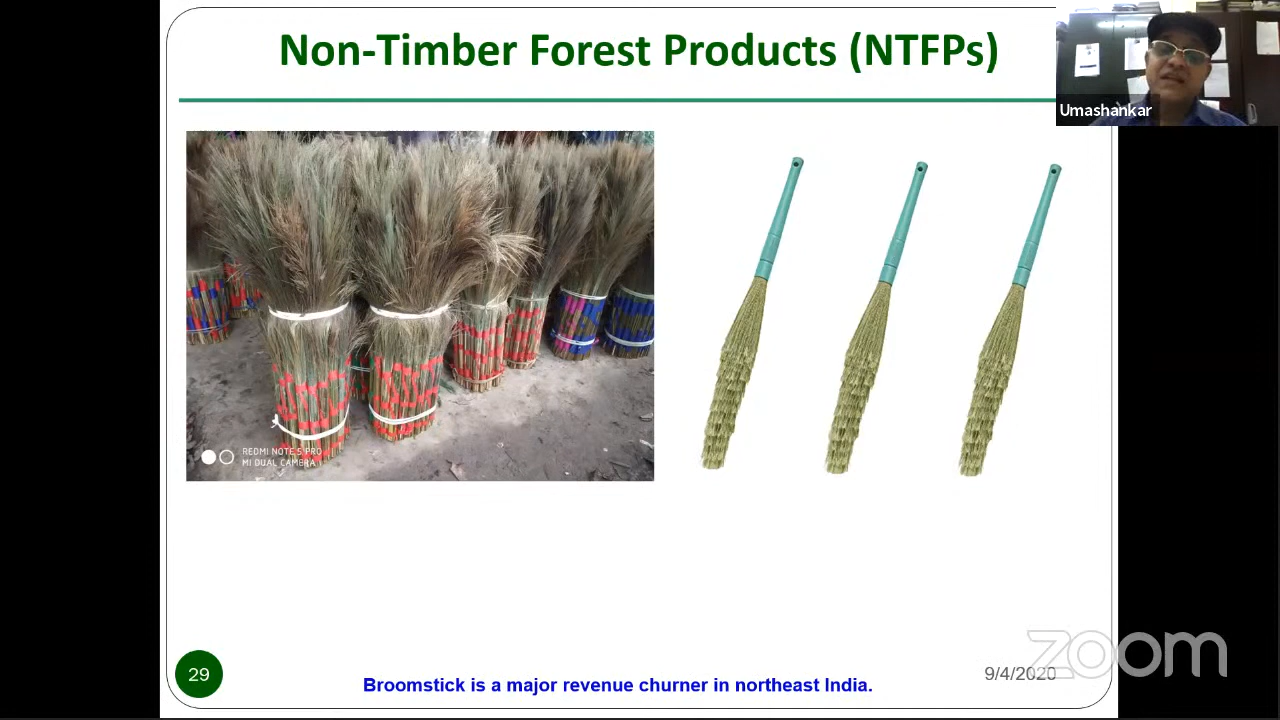 Non-Timber Forest Products (NTFPs)
Umashankar
REDMI NOTE 5 PRO
MI DUAL CAMERA
29
Broomstick is a major revenue churner in northeast India.
9/4/2020
zoom